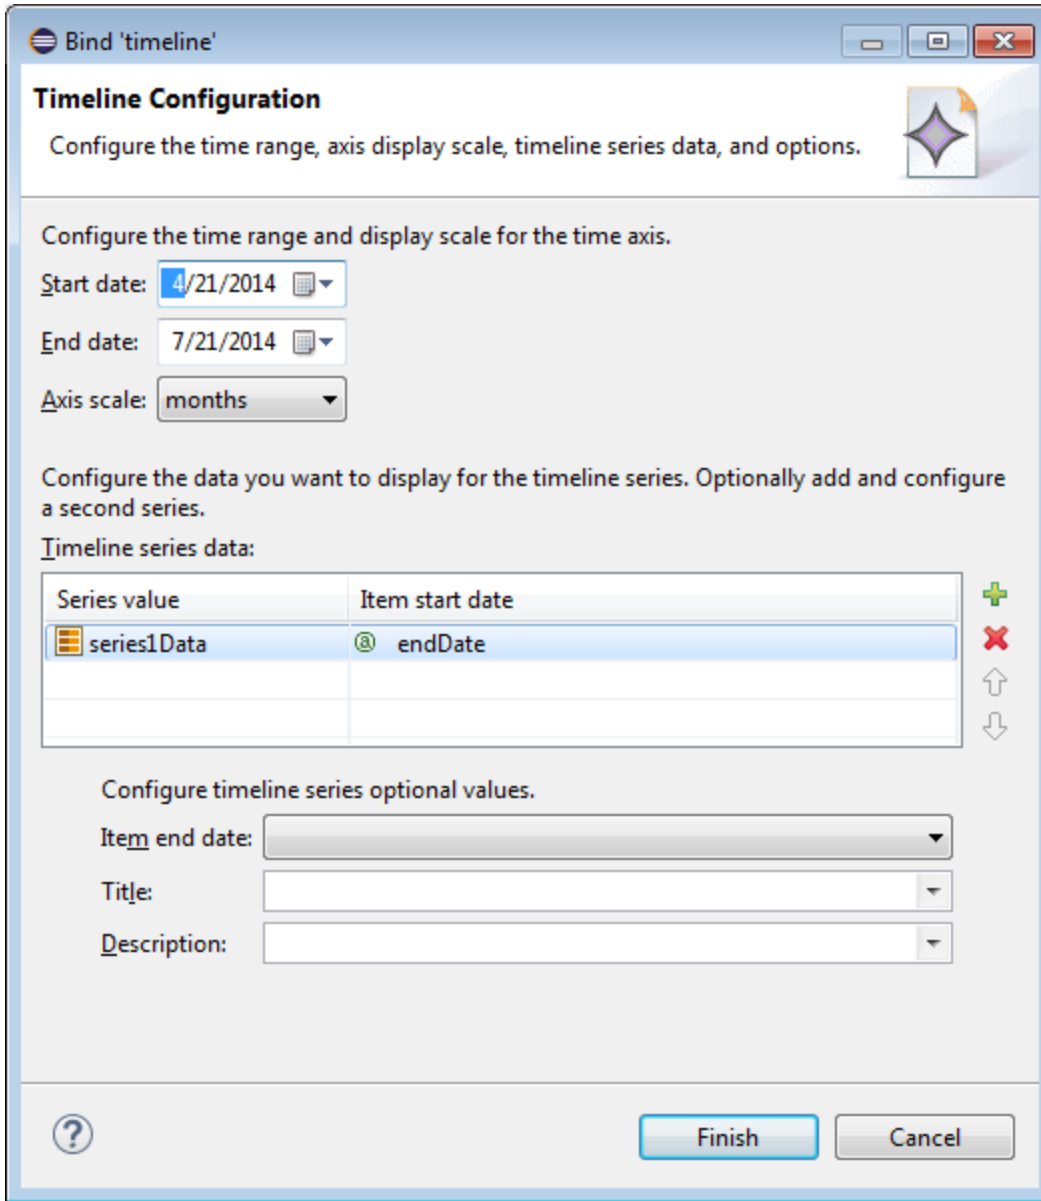 Bind 'timeline'
Timeline Configuration
Configure the time range, axis display scale, timeline series data, and options.
Configure the time range and display scale for the time axis.
Start date: 4/21/2014
End date: 7/21/2014
Axis scale: months
Configure the data you want to display for the timeline series. Optionally add and configure
a second series.
Timeline series data:
Series value Item start date
series1Data @ endDate
Configure timeline series optional values.
Item end date:
Title:
Description:
? Finish Cancel